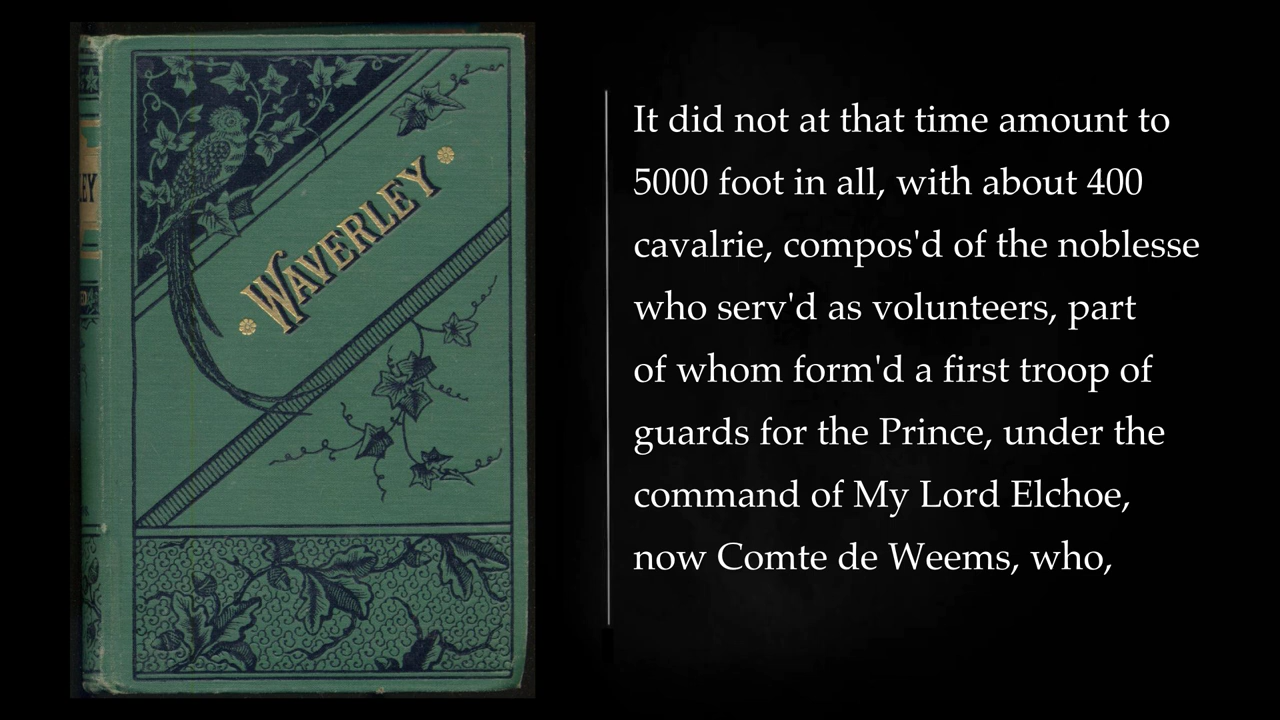 WAVERLEY
It did not at that time amount to
5000 foot in all, with about 400
cavalrie, compos'd of the noblesse
who serv'd as volunteers, part
of whom form'd a first troop of
guards for the Prince, under the
command of My Lord Elchoe,
now Comte de Weems, who,